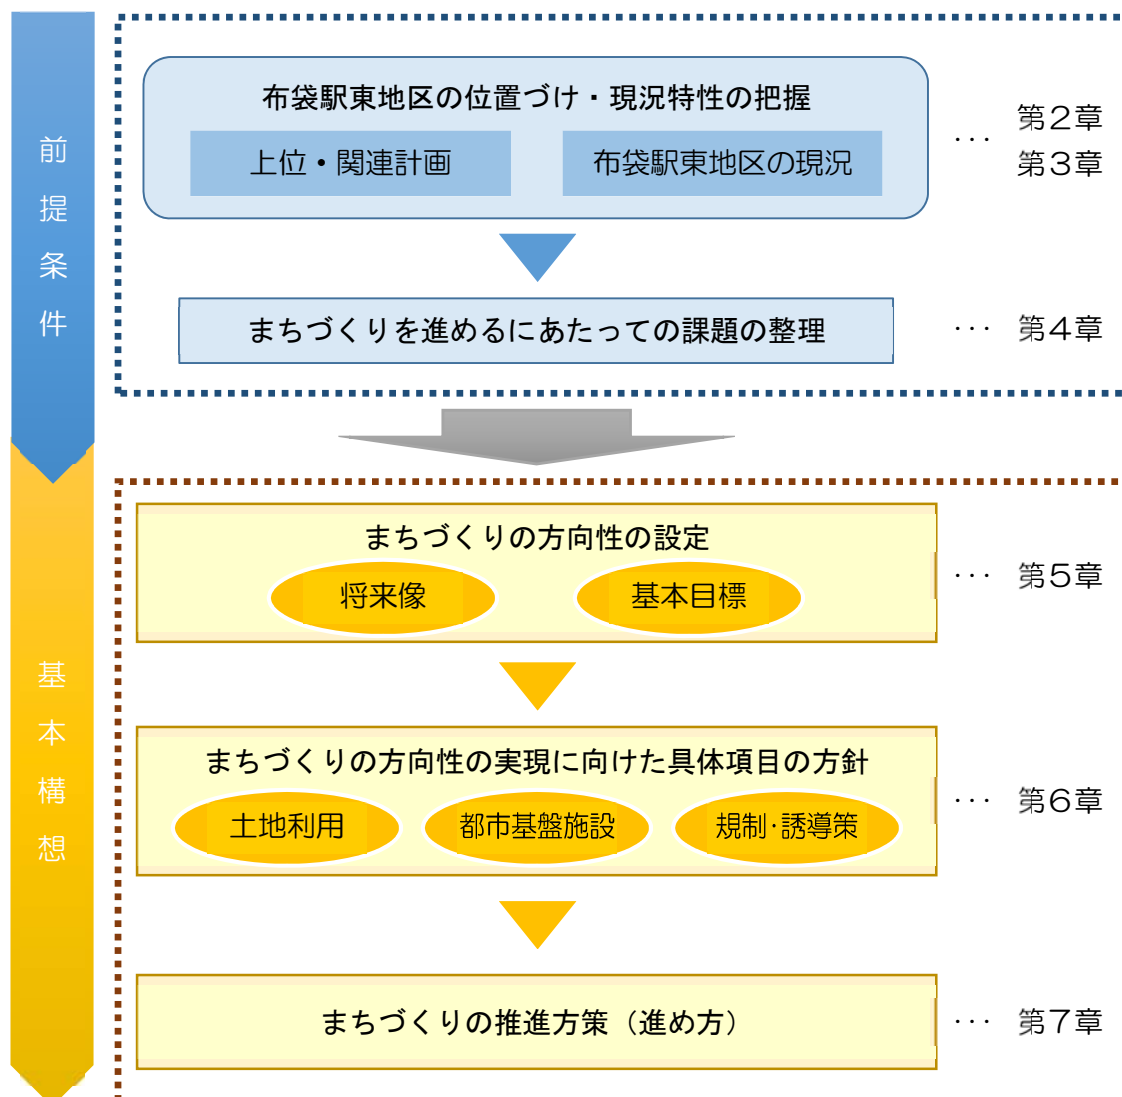 前提条件
布袋駅東地区の位置づけ・現況特性の把握
上位・関連計画
布袋駅東地区の現況
･･･
第２章
第３章
まちづくりを進めるにあたっての課題の整理
･･･ 第４章
基本構想
まちづくりの方向性の設定
将来像
基本目標
･･･ 第５章
まちづくりの方向性の実現に向けた具体項目の方針
土地利用
都市基盤施設
規制･誘導策
･･･ 第６章
まちづくりの推進方策（進め方）
･･･ 第７章